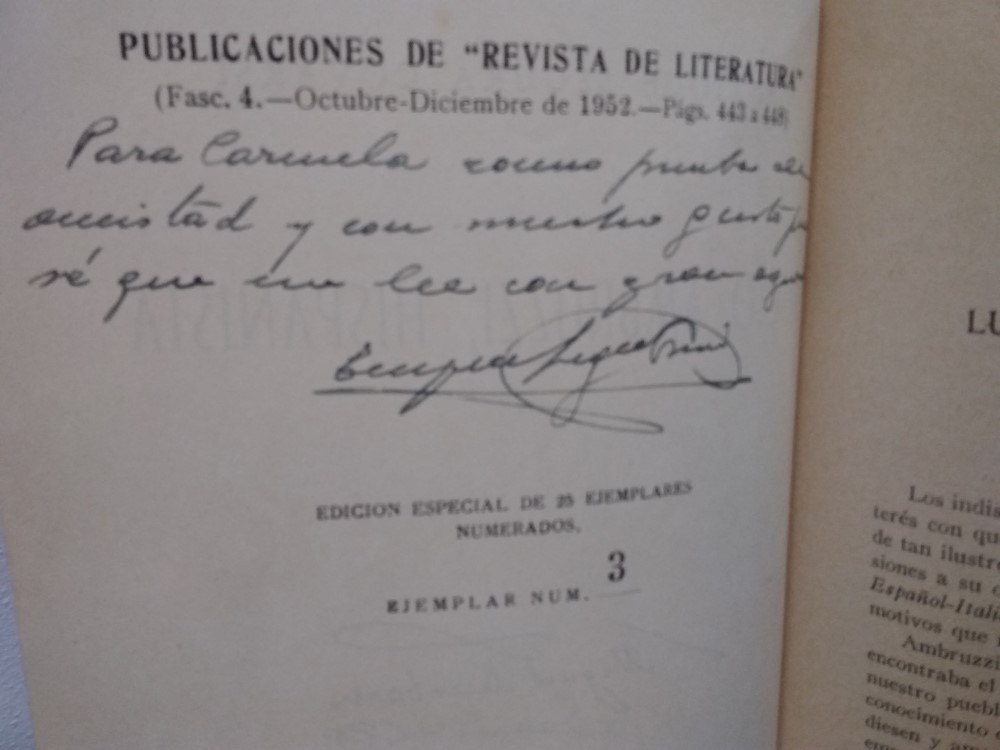 PUBLICACIONES DE "REVISTA DE LITERATURA"
(Fasc. 4.—Octubre-Diciembre de 1952.—Págs. 443 a 448)
Para Carmela como prueba de
amistad y con mucho gusto
sé que me lee con gran
EDICION ESPECIAL DE 25 EJEMPLARES
NUMERADOS.
EJEMPLAR NUM. 3
LU
Los indis
terés con qu
de tan ilustre
siones a su
Español-Itali
motivos que
Ambruzzi
encontraba el
nuestro puebl
conocimiento
diesen y